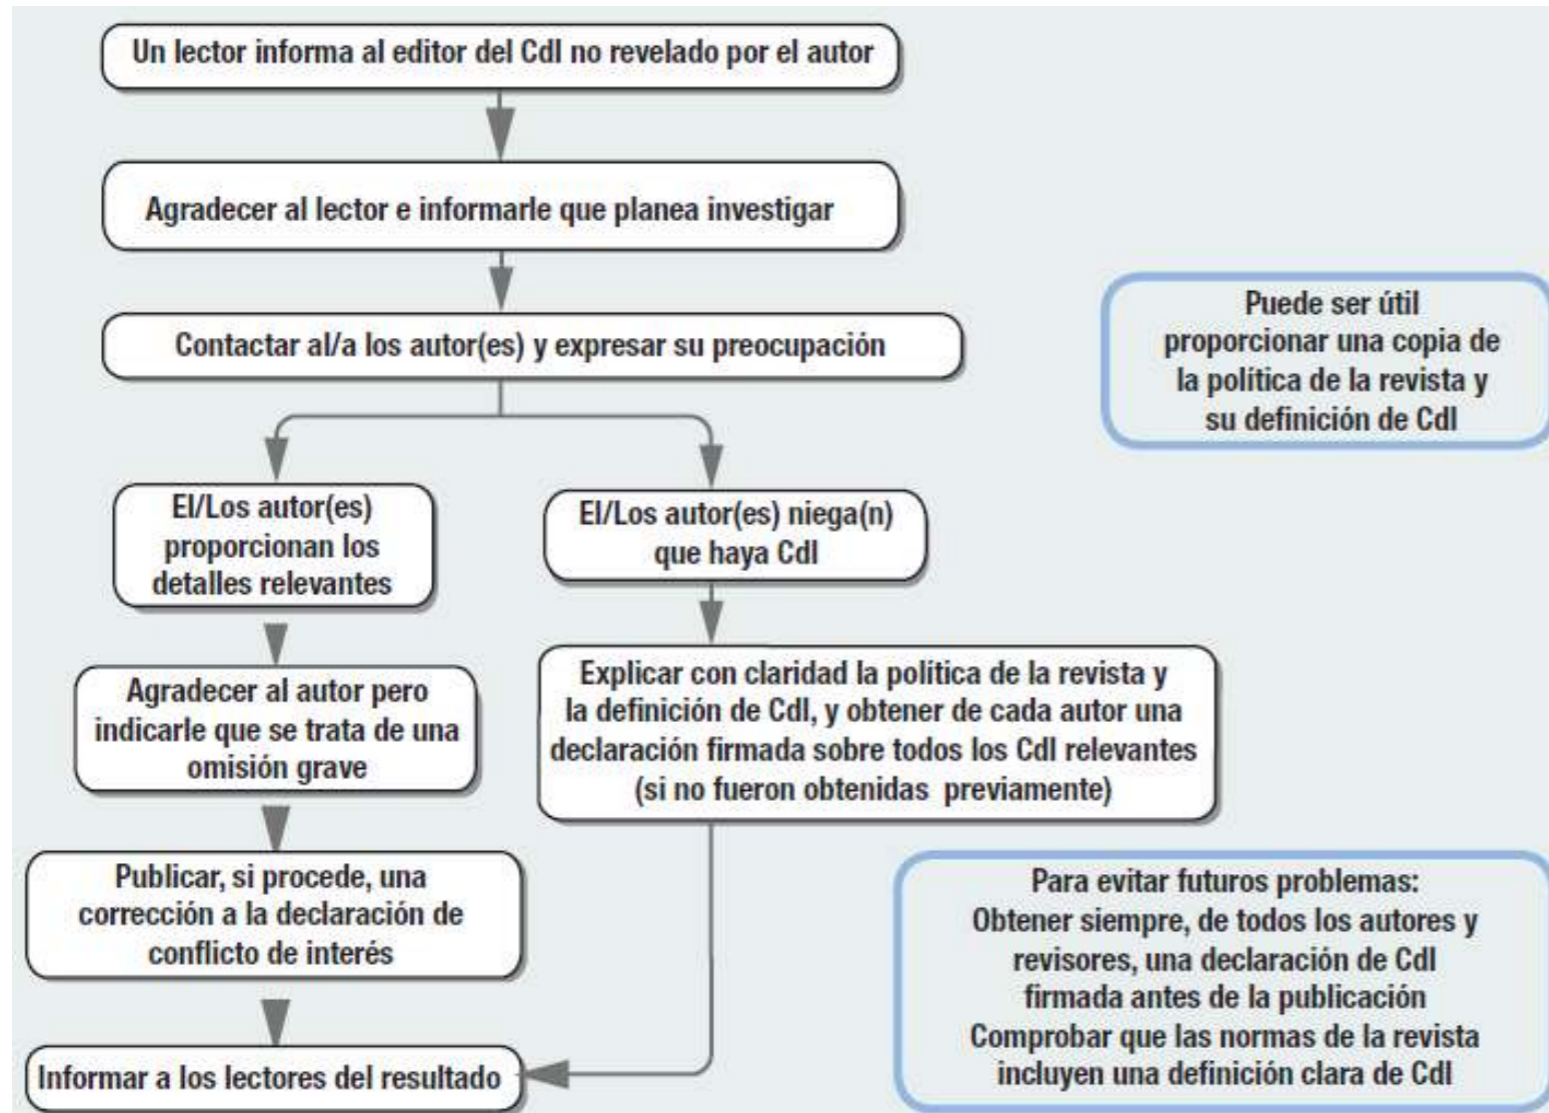 Un lector informa al editor del CdI no revelado por el autor
Agradecer al lector e informarle que planea investigar
Contactar al/a los autor(es) y expresar su preocupación
Puede ser útil
proporcionar una copia de
la política de la revista y
su definición de CdI
El/Los autor(es)
proporcionan los
detalles relevantes
El/Los autor(es) niega(n)
que haya CdI
Agradecer al autor pero
indicarle que se trata de una
omisión grave
Explicar con claridad la política de la revista y
la definición de CdI, y obtener de cada autor una
declaración firmada sobre todos los CdI relevantes
(si no fueron obtenidas previamente)
Publicar, si procede, una
corrección a la declaración de
conflicto de interés
Informar a los lectores del resultado
Para evitar futuros problemas:
Obtener siempre, de todos los autores y
revisores, una declaración de CdI
firmada antes de la publicación
Comprobar que las normas de la revista
incluyen una definición clara de CdI